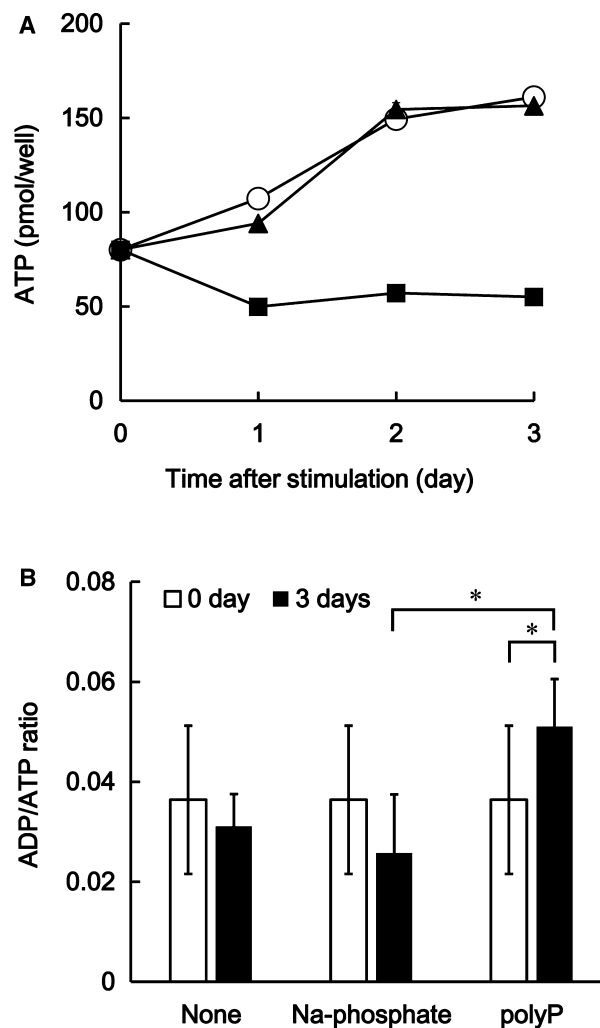 A
200
150
100
50
0
ATP (pmol/well)
0 1 2 3
Time after stimulation (day)
B
0.08
0.06
0.04
0.02
0
ADP/ATP ratio
0 day 3 days
*
*
None Na-phosphate polyP